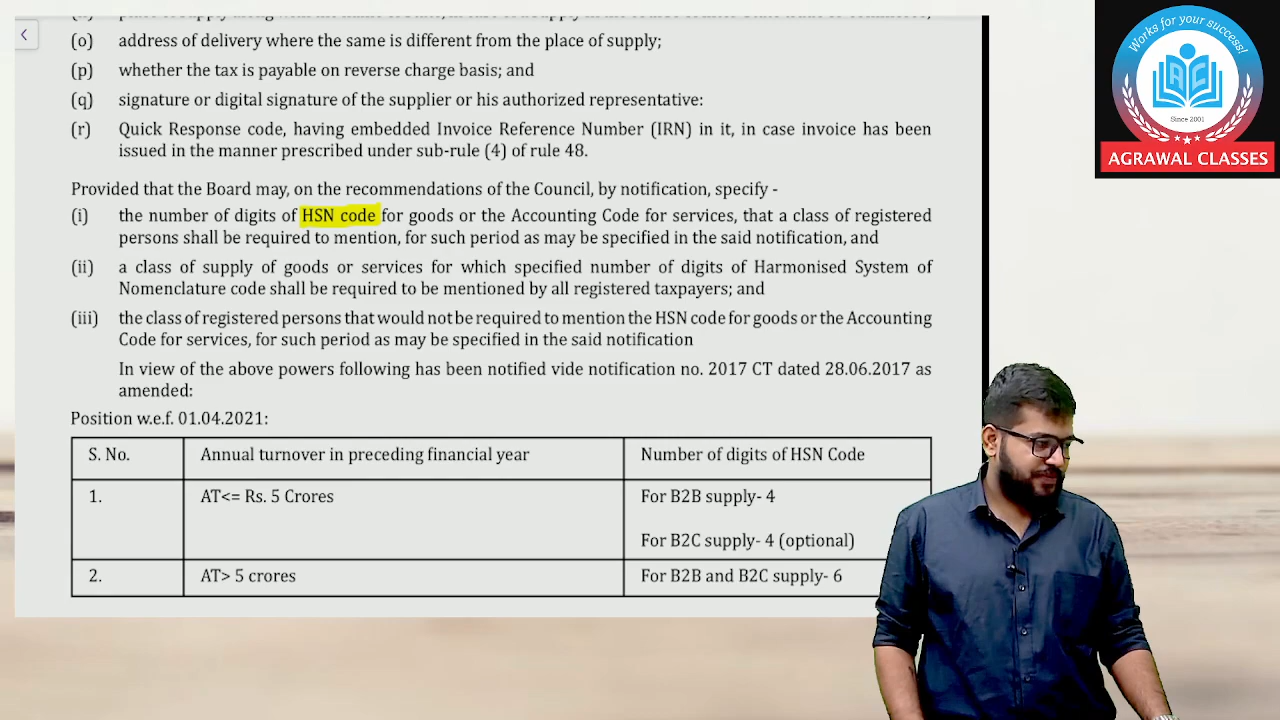 (o) address of delivery where the same is different from the place of supply;
(p) whether the tax is payable on reverse charge basis; and
(q) signature or digital signature of the supplier or his authorized representative:
(r) Quick Response code, having embedded Invoice Reference Number (IRN) in it, in case invoice has been
issued in the manner prescribed under sub-rule (4) of rule 48.
Provided that the Board may, on the recommendations of the Council, by notification, specify -
(i) the number of digits of HSN code for goods or the Accounting Code for services, that a class of registered
persons shall be required to mention, for such period as may be specified in the said notification, and
(ii) a class of supply of goods or services for which specified number of digits of Harmonised System of
Nomenclature code shall be required to be mentioned by all registered taxpayers; and
(iii) the class of registered persons that would not be required to mention the HSN code for goods or the Accounting
Code for services, for such period as may be specified in the said notification
In view of the above powers following has been notified vide notification no. 2017 CT dated 28.06.2017 as
amended:
Position w.e.f. 01.04.2021:
S. No. Annual turnover in preceding financial year Number of digits of HSN Code
1. AT<= Rs. 5 Crores For B2B supply- 4
For B2C supply- 4 (optional)
2. AT> 5 crores For B2B and B2C supply- 6
Works for your success!
AC
Since 2001
AGRAWAL CLASSES